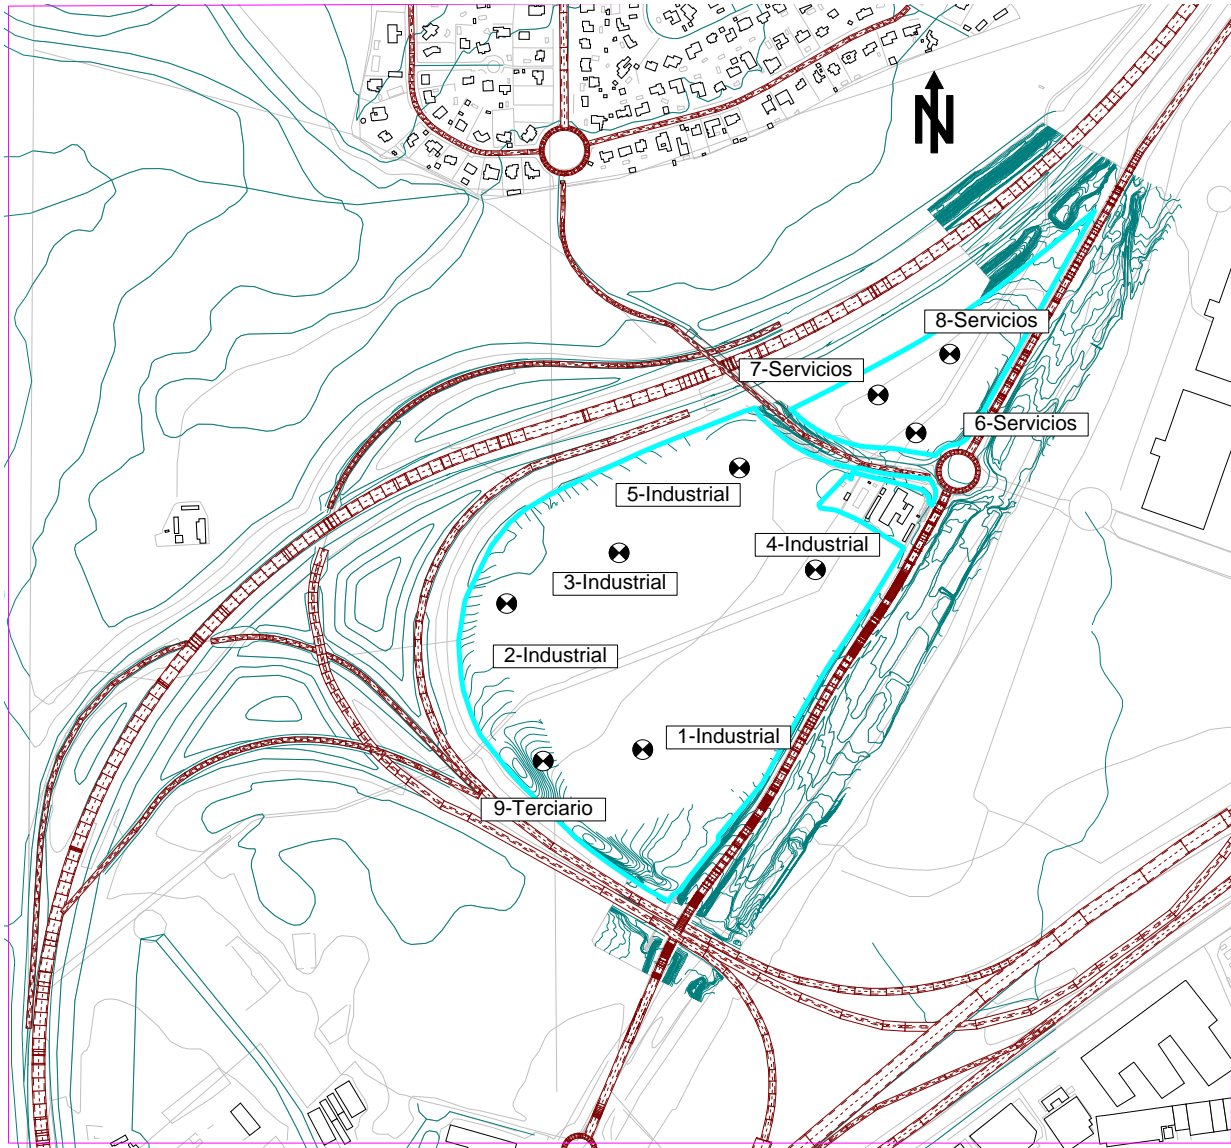 N
8-Servicios
7-Servicios
6-Servicios
5-Industrial
4-Industrial
3-Industrial
2-Industrial
1-Industrial
9-Terciario